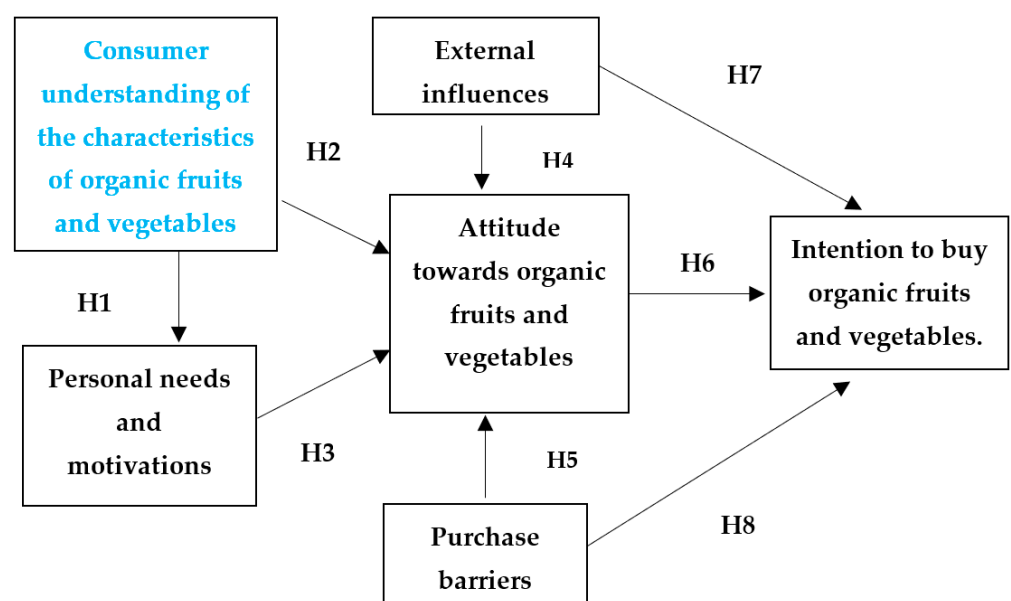 Consumer
understanding of
the characteristics
of organic fruits
and vegetables
External
influences
H7
H2
H4
Attitude
towards organic
fruits and
vegetables
H6
Intention to buy
organic fruits
and vegetables.
H1
Personal needs
and
motivations
H3
H5
Purchase
barriers
H8